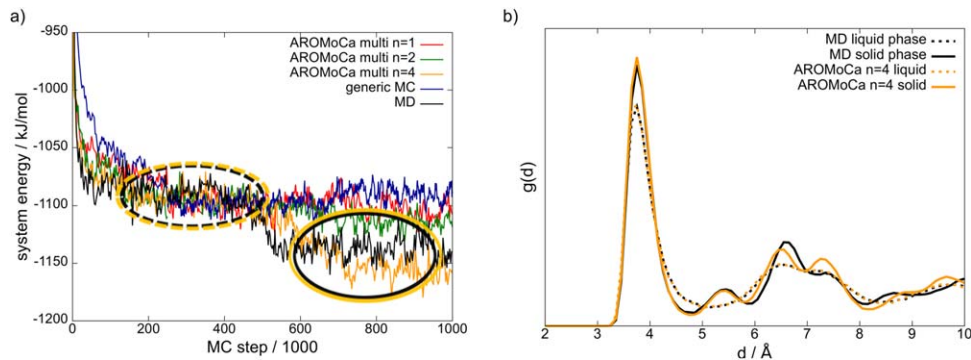 a)
-950
-1000
-1050
-1100
-1150
-1200
system energy / kJ/mol
AROMoCa multi n=1
AROMoCa multi n=2
AROMoCa multi n=4
generic MC
MD
0 200 400 600 800 1000
MC step / 1000
b)
g(d)
MD liquid phase
MD solid phase
AROMoCa n=4 liquid
AROMoCa n=4 solid
2 3 4 5 6 7 8 9 10
d / Å